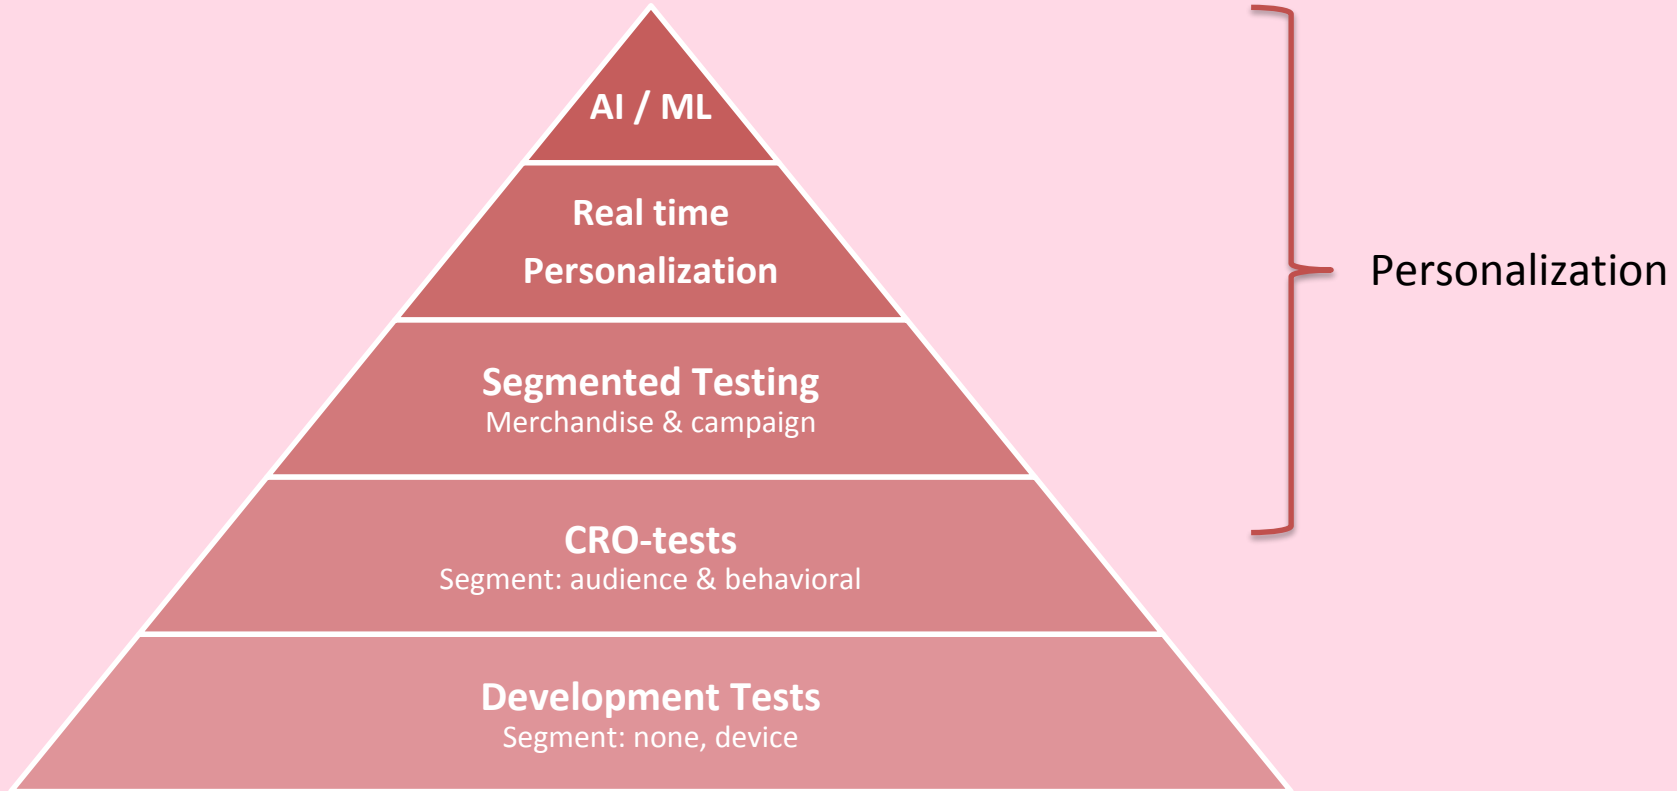 AI / ML
Real time
Personalization
Personalization
Segmented Testing
Merchandise & campaign
CRO-tests
Segment: audience & behavioral
Development Tests
Segment: none, device